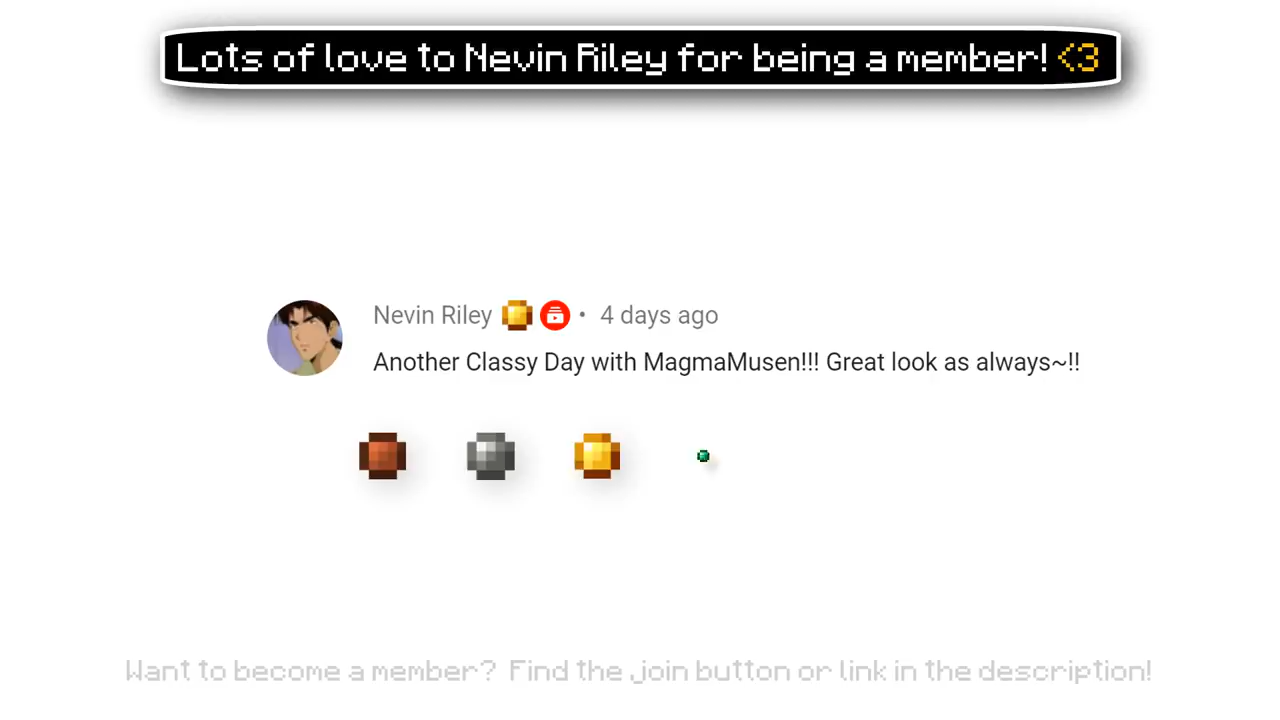 Lots of love to Nevin Riley for being a member! <3
Nevin Riley • 4 days ago
Another Classy Day with MagmaMusen!!! Great look as always~!!
Want to become a member? Find the join button or link in the description!